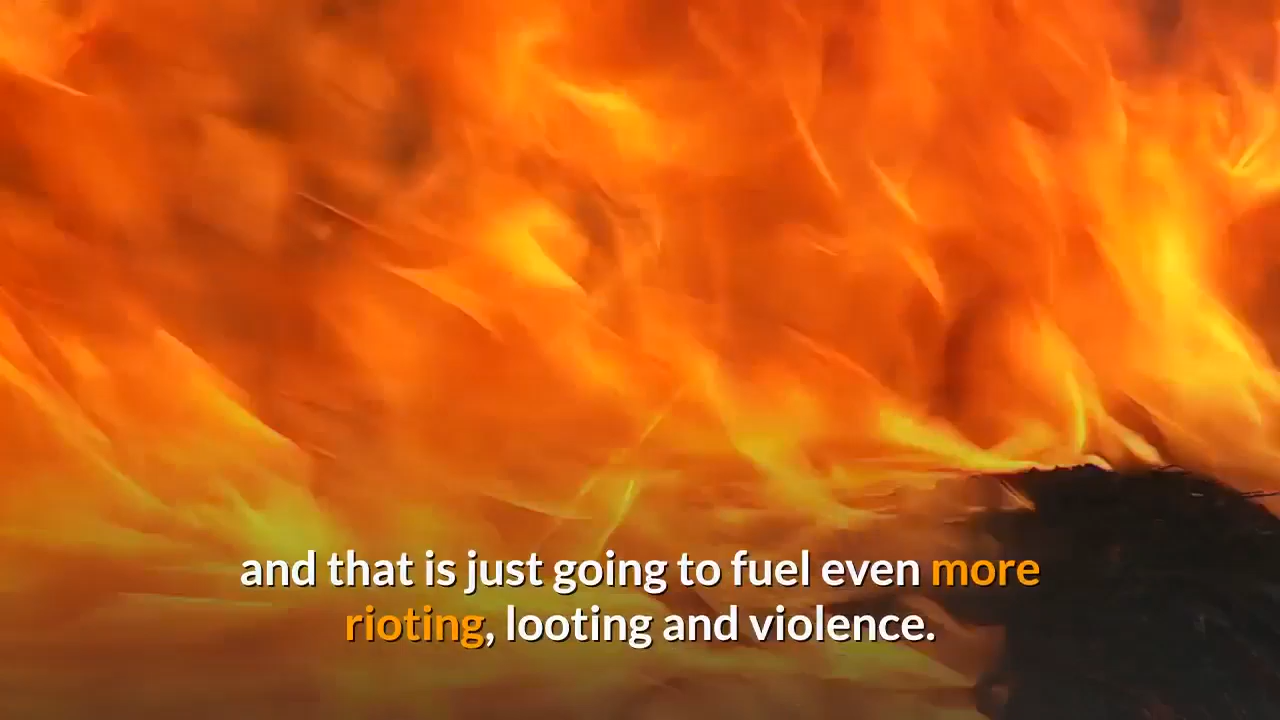 and that is just going to fuel even more
rioting, looting and violence.